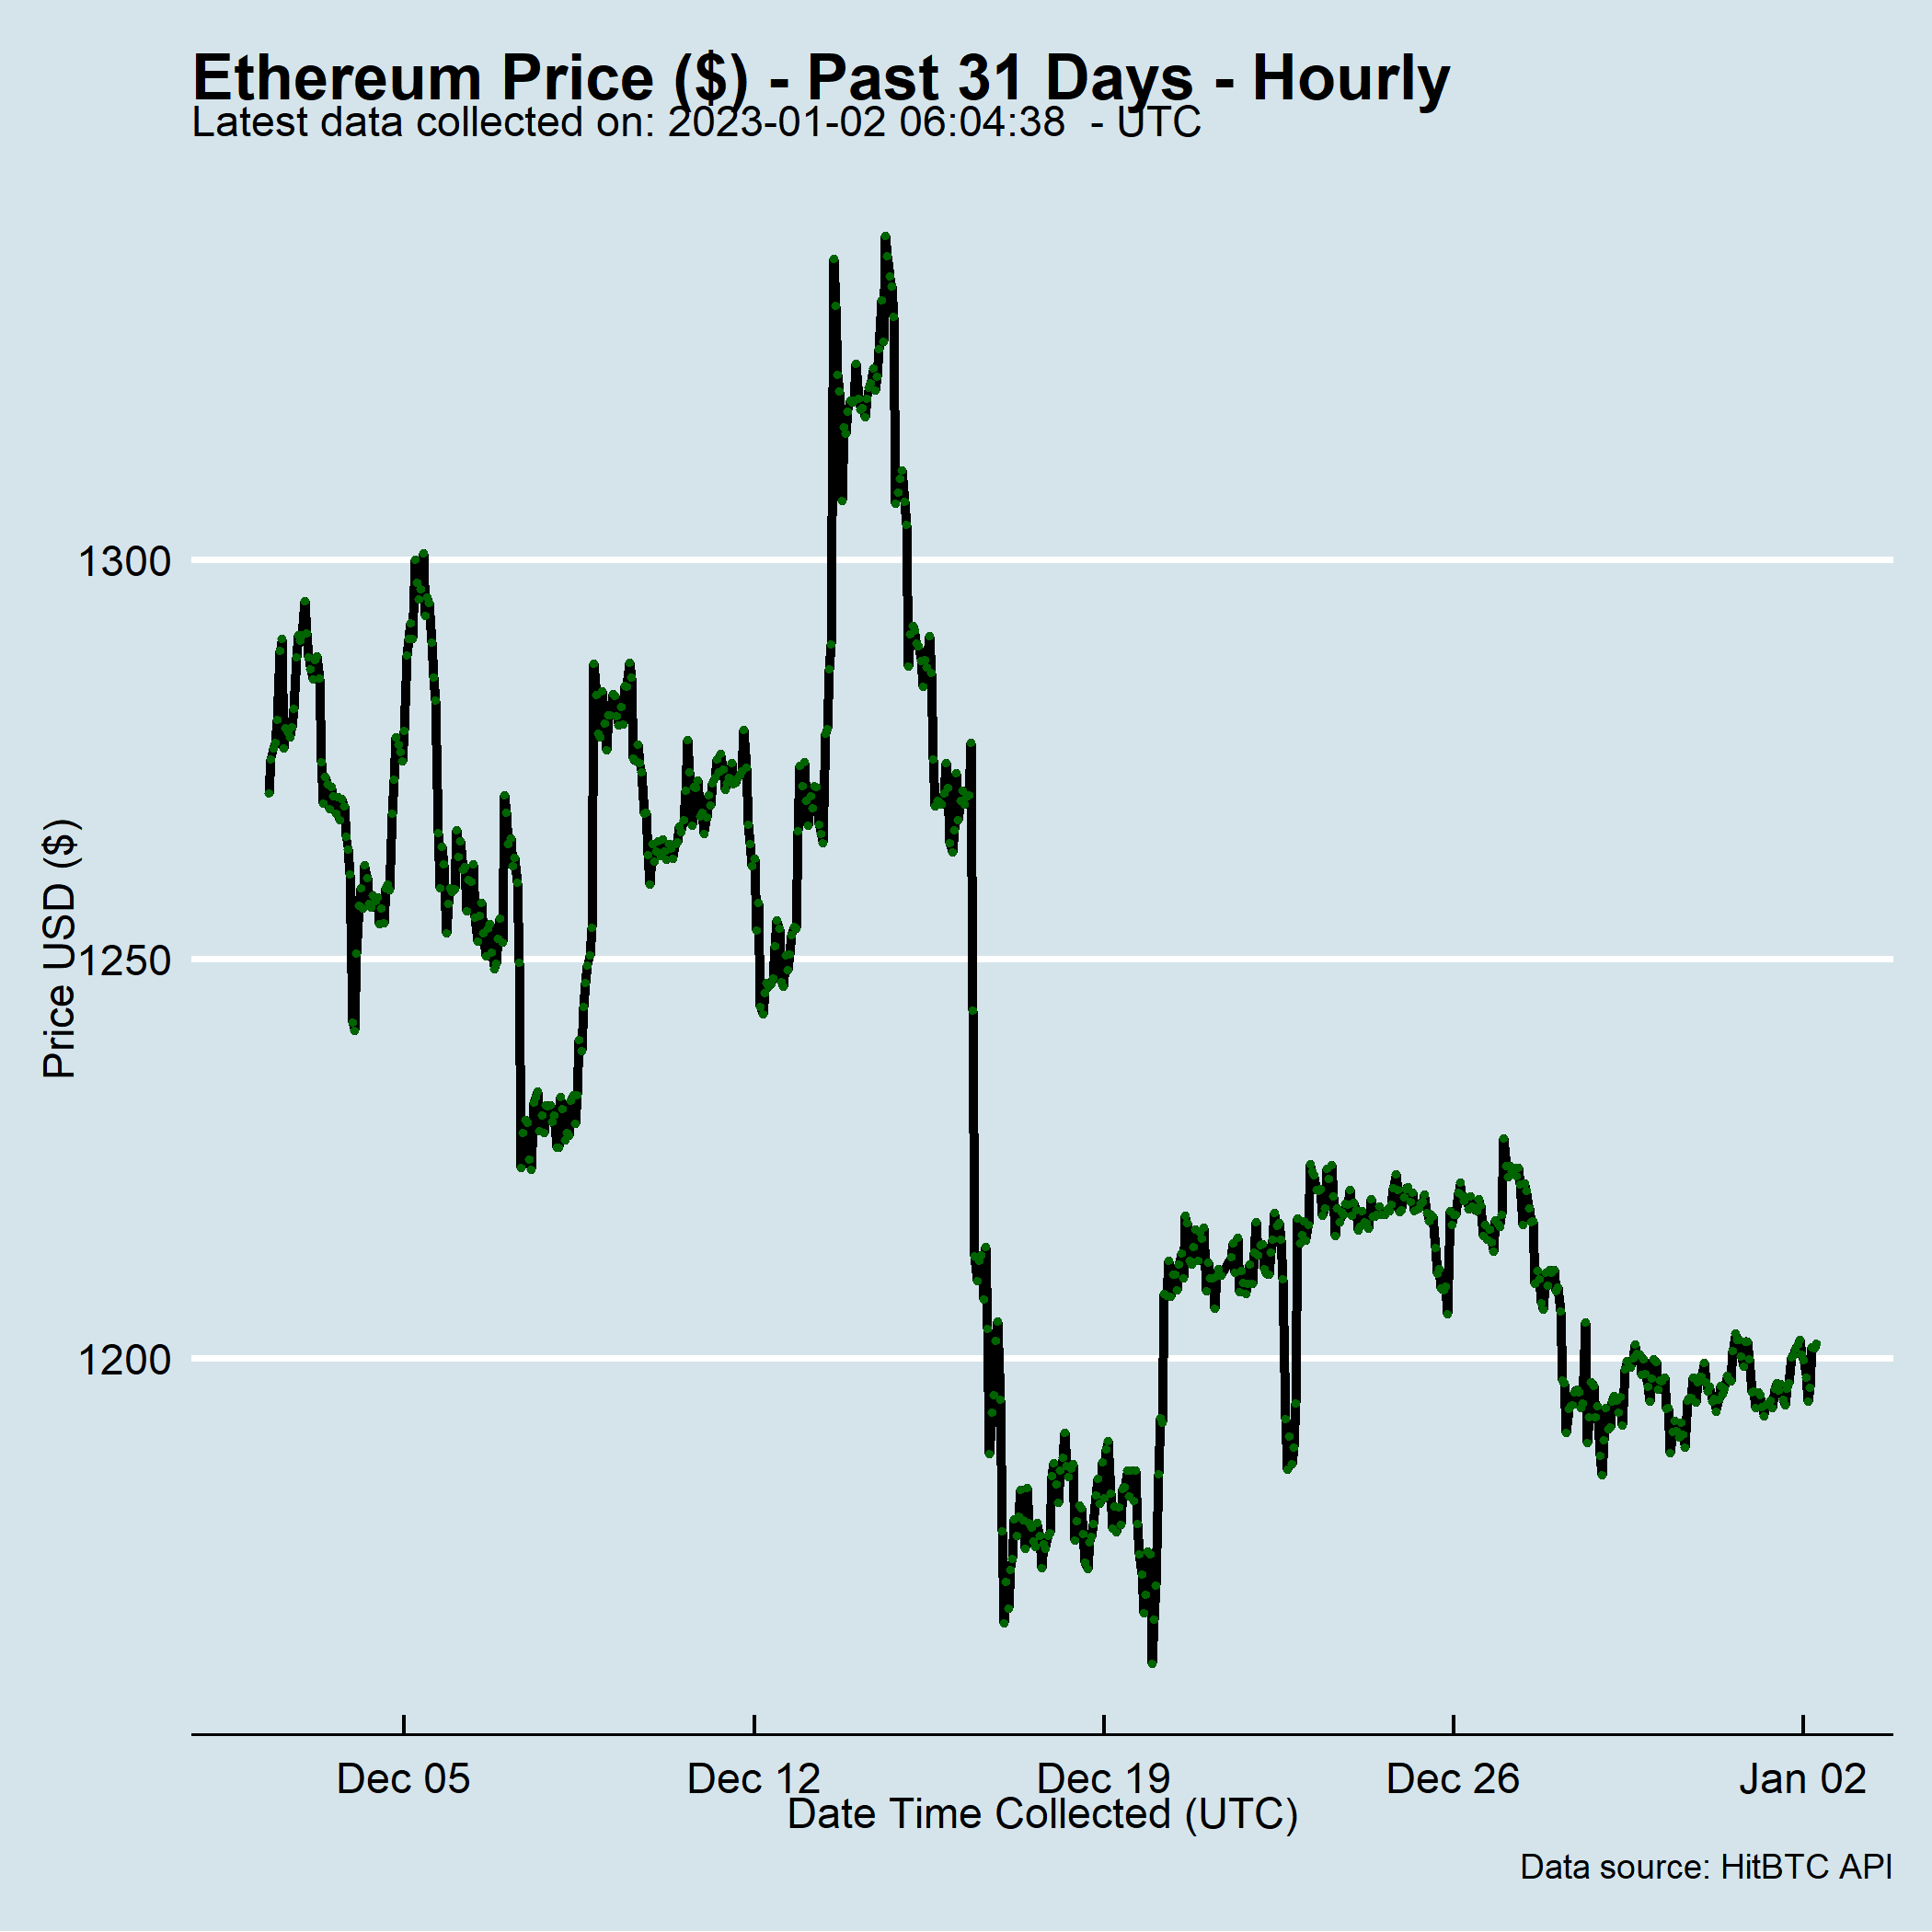 Ethereum Price ($) - Past 31 Days - Hourly
Latest data collected on: 2023-01-02 06:04:38  - UTC
1300
1250
1200
Price USD ($)
Dec 05
Dec 12
Dec 19
Dec 26
Jan 02
Date Time Collected (UTC)
Data source: HitBTC API